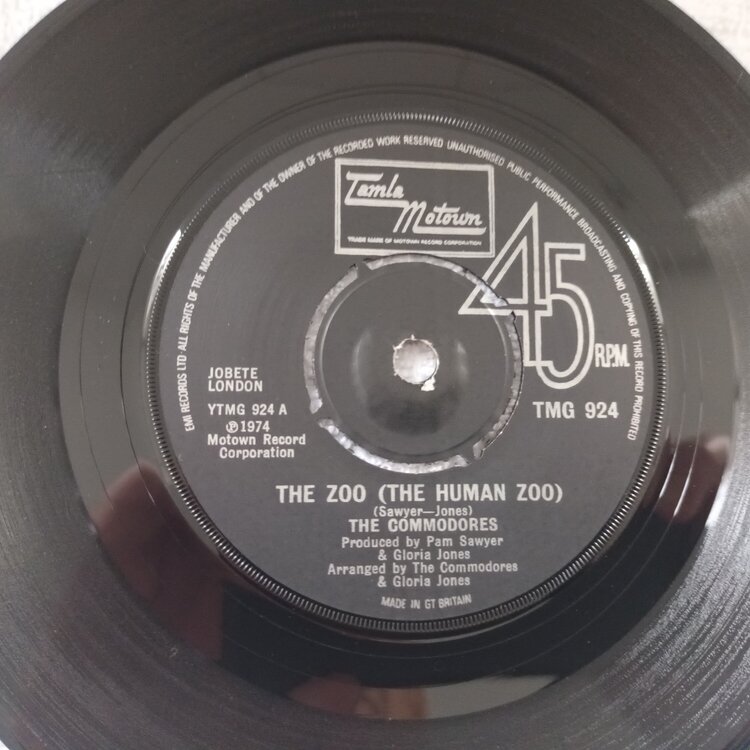 EMI RECORDS LTD ALL RIGHTS OF THE MANUFACTURER AND OF THE OWNER OF THE RECORDED WORK RESERVED UNAUTHORISED PUBLIC PERFORMANCE BROADCASTING AND COPYING OF THIS RECORD PROHIBITED
Tamla
Motown
TRADE MARK OF MOTOWN RECORD CORPORATION
45
R.P.M.
JOBETE
LONDON
YTMG 924 A
℗1974
Motown Record
Corporation
TMG 924
THE ZOO (THE HUMAN ZOO)
(Sawyer—Jones)
THE COMMODORES
Produced by Pam Sawyer
& Gloria Jones
Arranged by The Commodores
& Gloria Jones
MADE IN GT BRITAIN